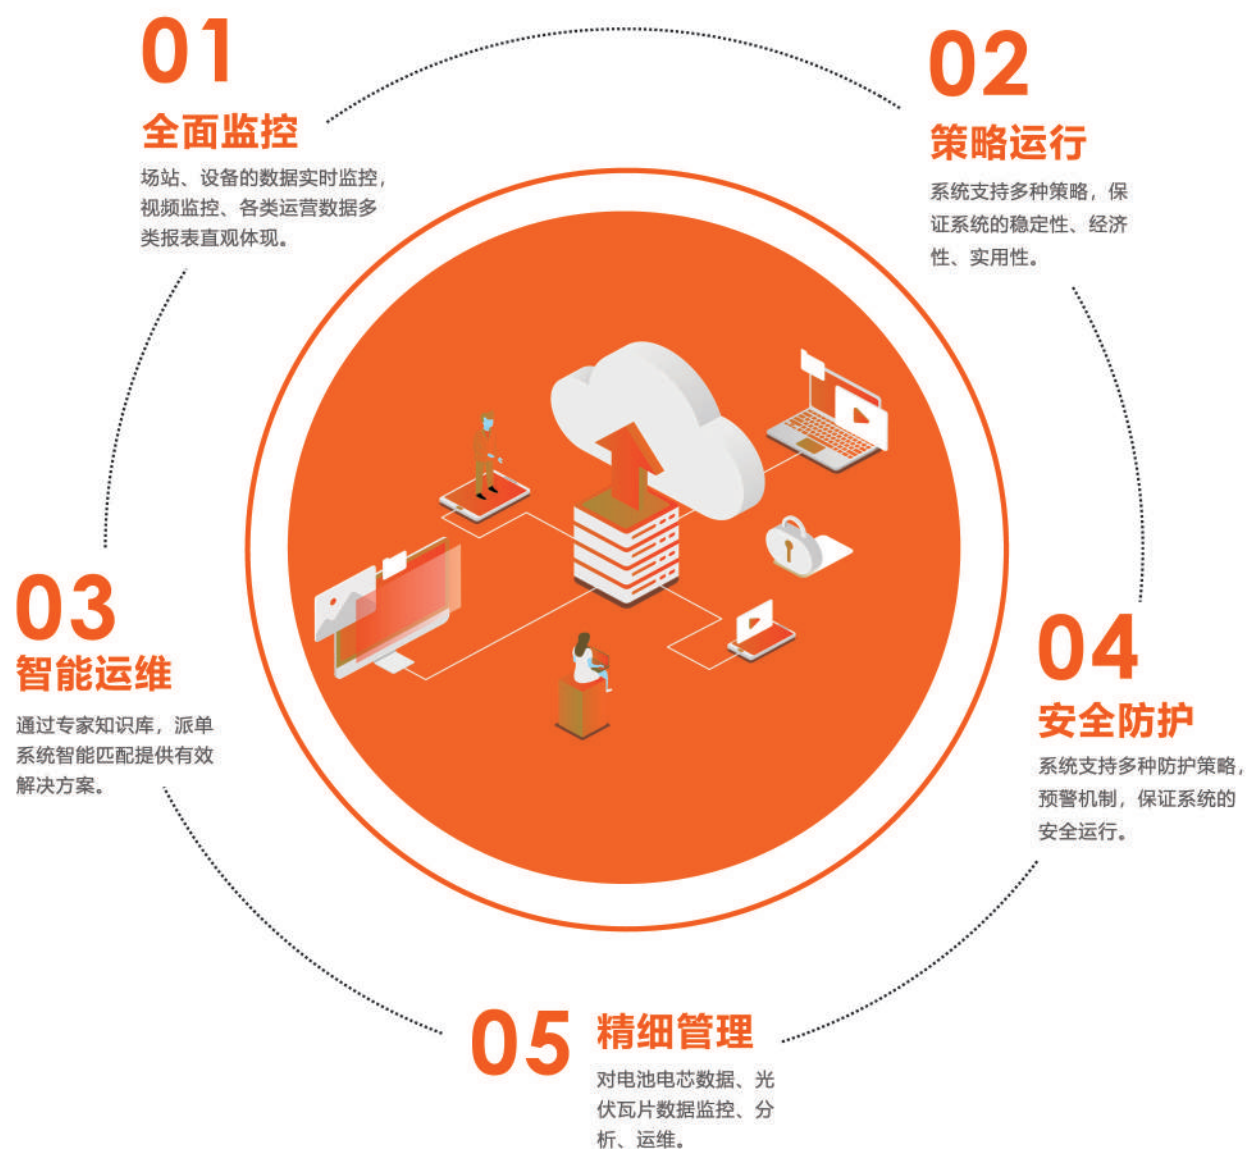 01
全面监控
场站、设备的数据实时监控，
视频监控、各类运营数据多
类报表直观体现。
02
策略运行
系统支持多种策略，保
证系统的稳定性、经济
性、实用性。
03
智能运维
通过专家知识库，派单
系统智能匹配提供有效
解决方案。
04
安全防护
系统支持多种防护策略，
预警机制，保证系统的
安全运行。
05
精细管理
对电池电芯数据、光
伏瓦片数据监控、分
析、运维。